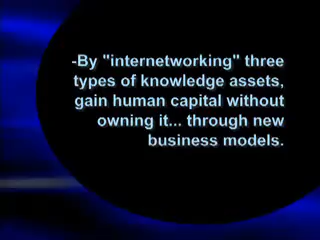 -By "internetworking" three
types of knowledge assets,
gain human capital without
owning it... through new
business models.